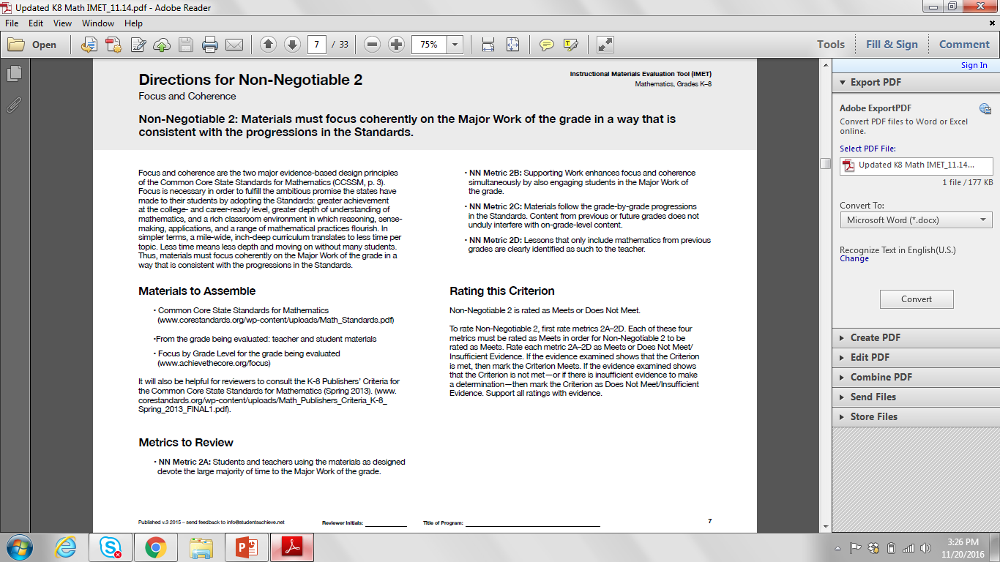 Updated K8 Math IMET_11.14.pdf - Adobe Reader
File Edit View Window Help
Open 7 / 33 75% Tools Fill & Sign Comment
Directions for Non-Negotiable 2
Focus and Coherence
Instructional Materials Evaluation Tool (IMET)
Mathematics, Grades K–8
Non-Negotiable 2: Materials must focus coherently on the Major Work of the grade in a way that is
consistent with the progressions in the Standards.
Focus and coherence are the two major evidence-based design principles
of the Common Core State Standards for Mathematics (CCSSM, p. 3).
Focus is necessary in order to fulfill the ambitious promise the states have
made to their students by adopting the Standards: greater achievement
at the college- and career-ready level, greater depth of understanding of
mathematics, and a rich classroom environment in which reasoning, sense-
making, applications, and a range of mathematical practices flourish. In
simpler terms, a mile-wide, inch-deep curriculum translates to less time per
topic. Less time means less depth and moving on without many students.
Thus, materials must focus coherently on the Major Work of the grade in a
way that is consistent with the progressions in the Standards.
Materials to Assemble
• Common Core State Standards for Mathematics
(www.corestandards.org/wp-content/uploads/Math_Standards.pdf)
•From the grade being evaluated: teacher and student materials
• Focus by Grade Level for the grade being evaluated
(www.achievethecore.org/focus)
It will also be helpful for reviewers to consult the K-8 Publishers' Criteria for
the Common Core State Standards for Mathematics (Spring 2013). (www.
corestandards.org/wp-content/uploads/Math_Publishers_Criteria_K-8_
Spring_2013_FINAL1.pdf).
Metrics to Review
• NN Metric 2A: Students and teachers using the materials as designed
devote the large majority of time to the Major Work of the grade.
• NN Metric 2B: Supporting Work enhances focus and coherence
simultaneously by also engaging students in the Major Work of
the grade.
• NN Metric 2C: Materials follow the grade-by-grade progressions
in the Standards. Content from previous or future grades does not
unduly interfere with on-grade-level content.
• NN Metric 2D: Lessons that only include mathematics from previous
grades are clearly identified as such to the teacher.
Rating this Criterion
Non-Negotiable 2 is rated as Meets or Does Not Meet.
To rate Non-Negotiable 2, first rate metrics 2A–2D. Each of these four
metrics must be rated as Meets in order for Non-Negotiable 2 to be
rated as Meets. Rate each metric 2A–2D as Meets or Does Not Meet/
Insufficient Evidence. If the evidence examined shows that the Criterion
is met, then mark the Criterion Meets. If the evidence examined shows
that the Criterion is not met—or if there is insufficient evidence to make
a determination—then mark the Criterion as Does Not Meet/Insufficient
Evidence. Support all ratings with evidence.
Published v.3 2015 – send feedback to info@studentsachieve.net Reviewer Initials: Title of Program: 7
Sign In
Export PDF
Adobe ExportPDF
Convert PDF files to Word or Excel
online.
Select PDF File:
Updated K8 Math IMET_11.14...
1 file / 177 KB
Convert To:
Microsoft Word (*.docx)
Recognize Text in English(U.S.)
Change
Convert
Create PDF
Edit PDF
Combine PDF
Send Files
Store Files
3:26 PM
11/20/2016